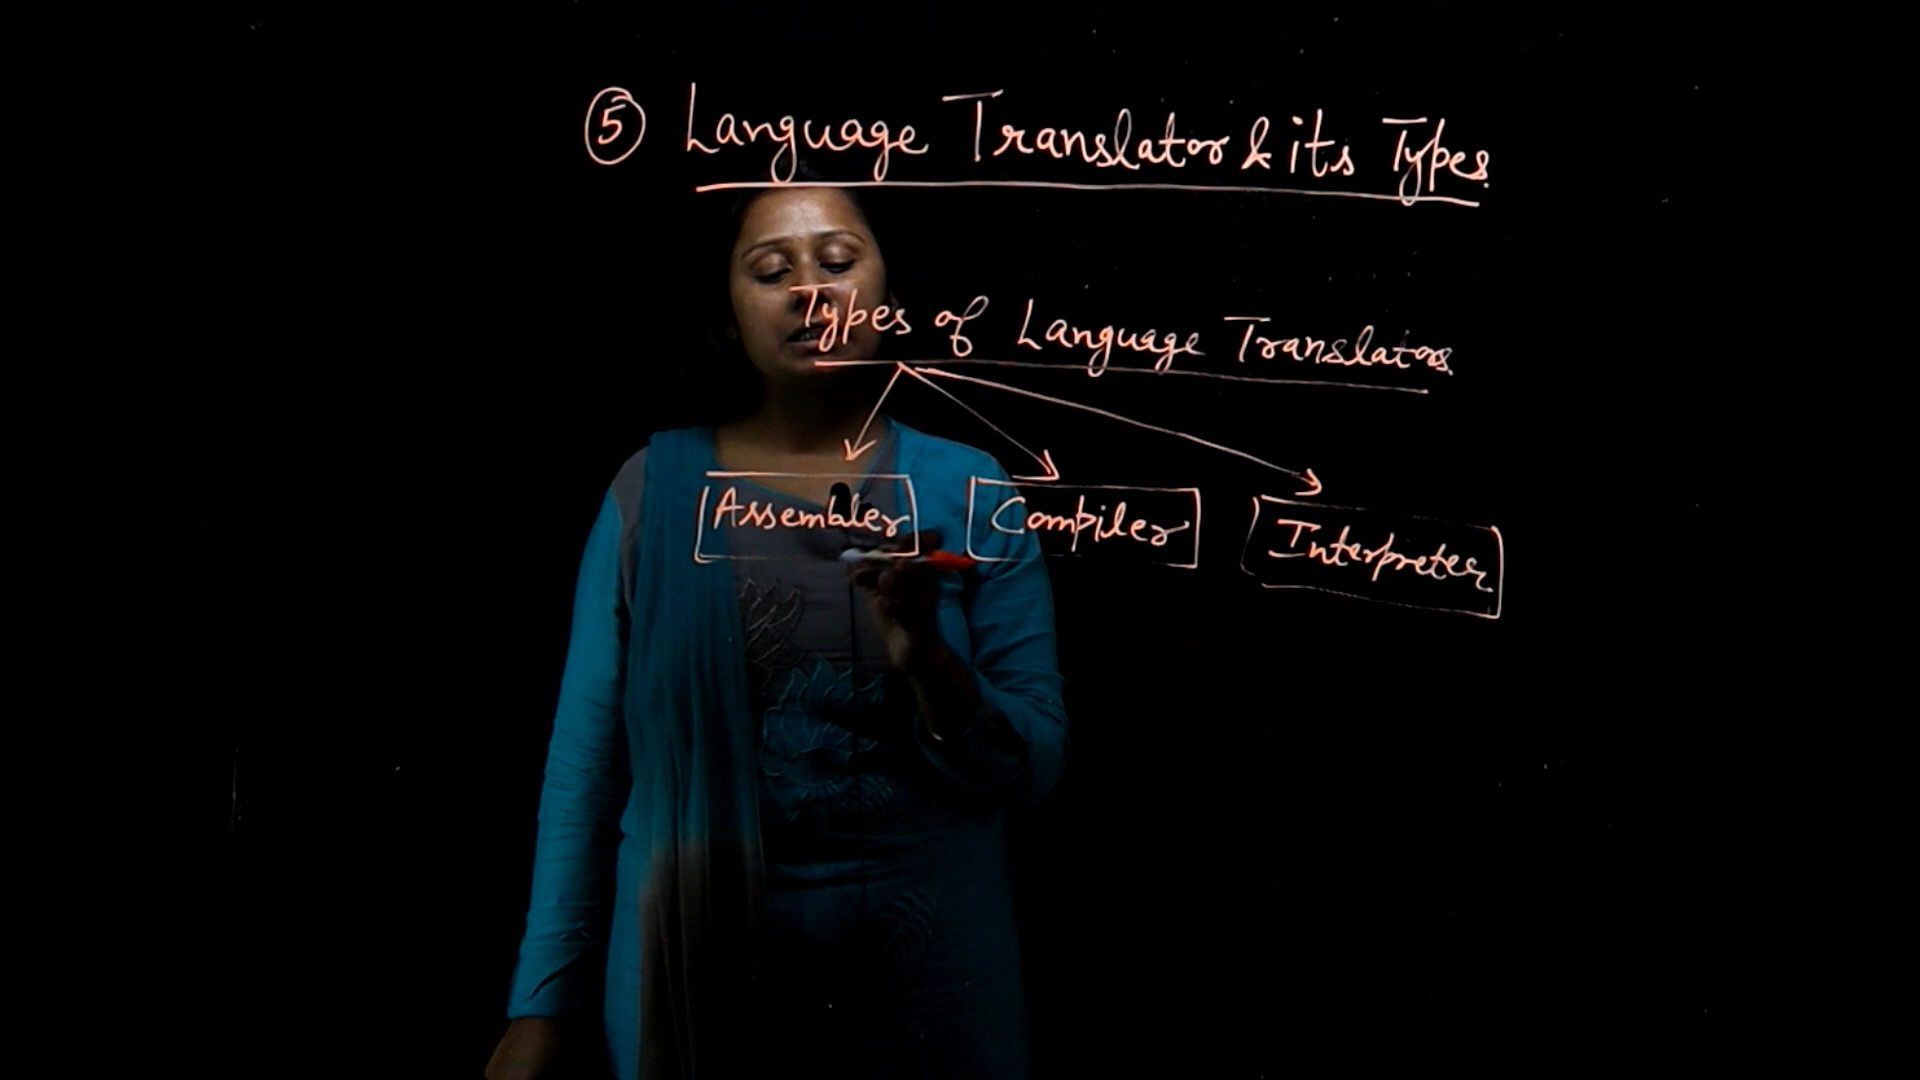 5 Language Translator & its Types.
Types of Language Translators.
Assembler Compiler Interpreter